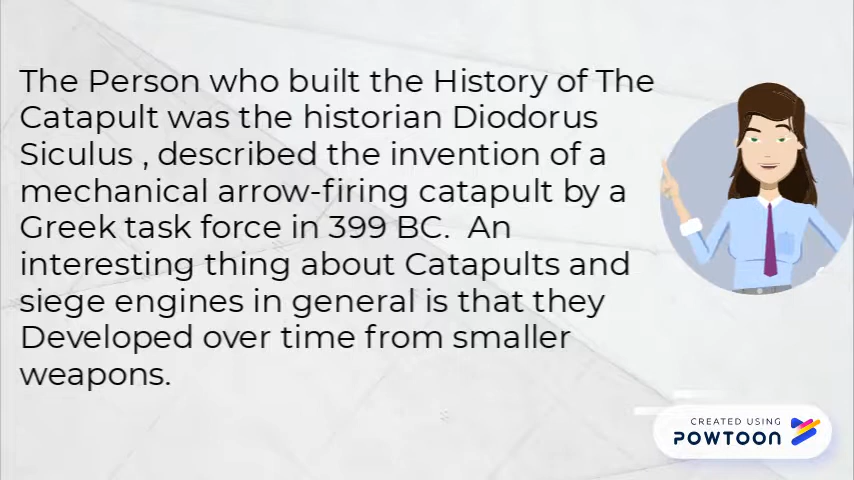 The Person who built the History of The
Catapult was the historian Diodorus
Siculus , described the invention of a
mechanical arrow-firing catapult by a
Greek task force in 399 BC.  An
interesting thing about Catapults and
siege engines in general is that they
Developed over time from smaller
weapons.
CREATED USING
POWTOON